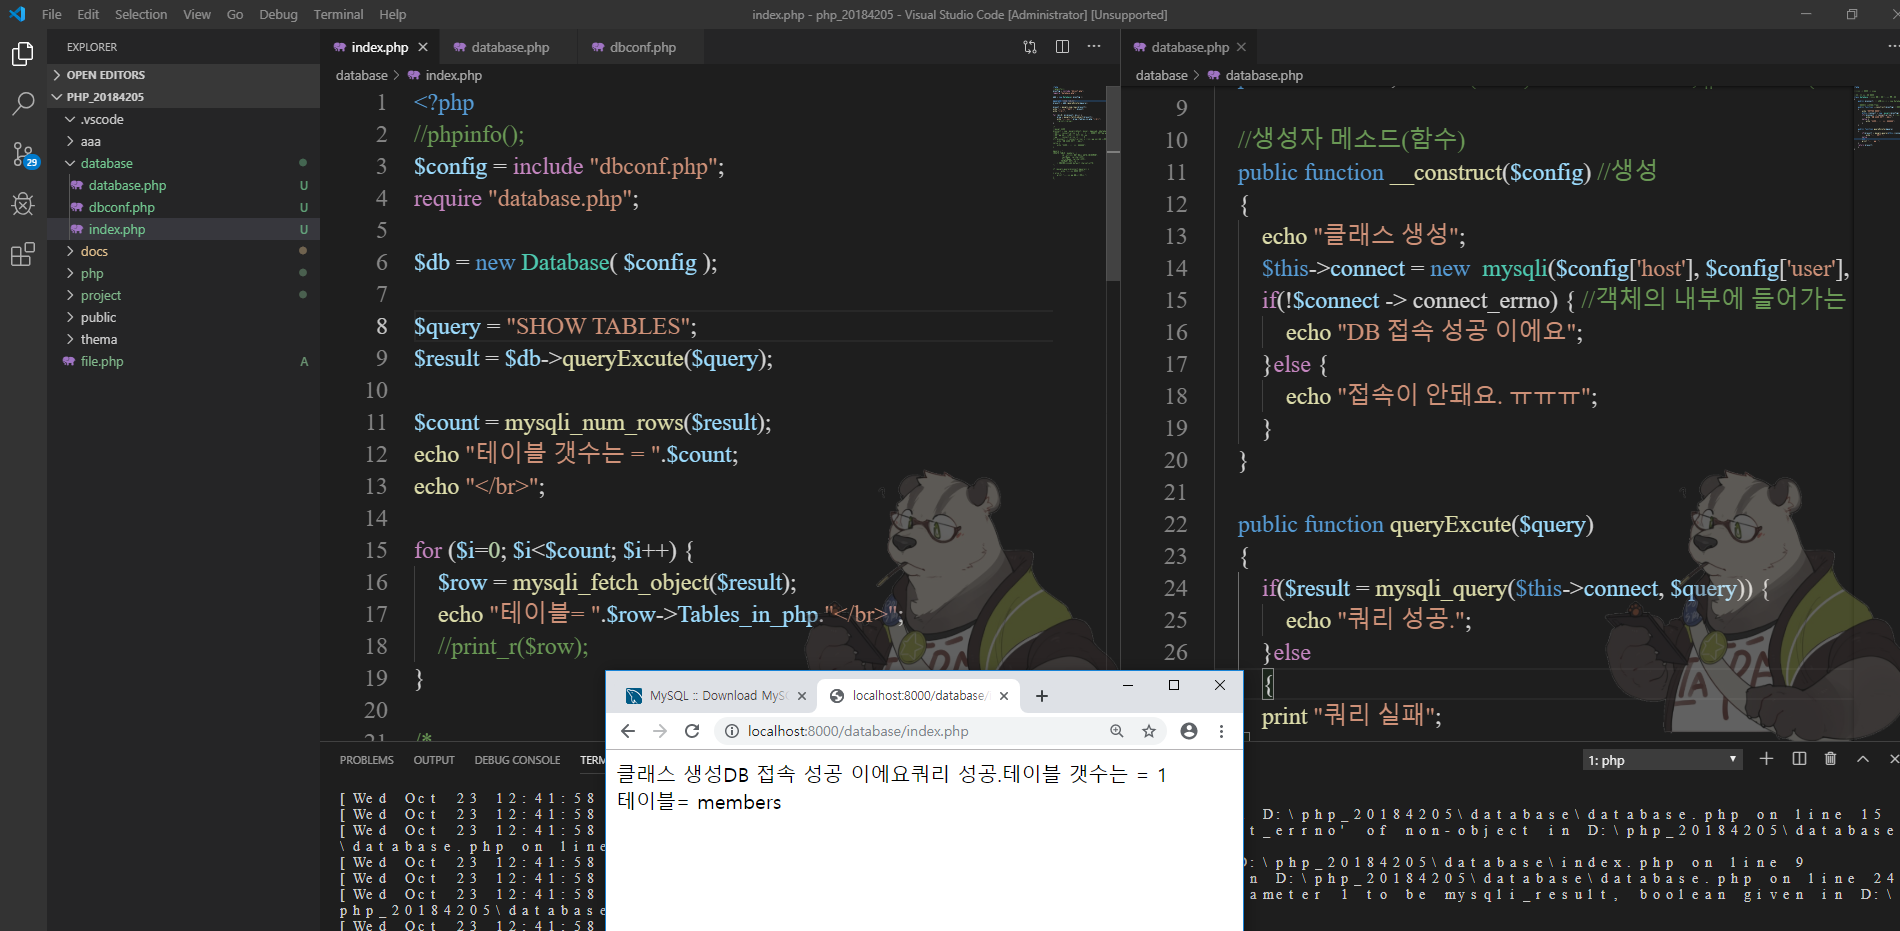 File Edit Selection View Go Debug Terminal Help
index.php - php_20184205 - Visual Studio Code [Administrator] [Unsupported]
EXPLORER
OPEN EDITORS
PHP_20184205
.vscode
aaa
database
database.php U
dbconf.php U
index.php U
docs
php
project
public
thema
file.php A
29
index.php database.php dbconf.php
database > index.php
1 <?php
2 //phpinfo();
3 $config = include "dbconf.php";
4 require "database.php";
5
6 $db = new Database( $config );
7
8 $query = "SHOW TABLES";
9 $result = $db->queryExcute($query);
10
11 $count = mysqli_num_rows($result);
12 echo "테이블 갯수는 = ".$count;
13 echo "</br>";
14
15 for ($i=0; $i<$count; $i++) {
16 $row = mysqli_fetch_object($result);
17 echo "테이블= ".$row->Tables_in_php."</br>";
18 //print_r($row);
19 }
20
21 /*
database.php
database > database.php
9
10 //생성자 메소드(함수)
11 public function __construct($config) //생성
12 {
13 echo "클래스 생성";
14 $this->connect = new mysqli($config['host'], $config['user'],
15 if(!$connect -> connect_errno) { //객체의 내부에 들어가는
16 echo "DB 접속 성공 이에요";
17 }else {
18 echo "접속이 안돼요. ㅠㅠㅠ";
19 }
20 }
21
22 public function queryExcute($query)
23 {
24 if($result = mysqli_query($this->connect, $query)) {
25 echo "쿼리 성공.";
26 }else
{
print "쿼리 실패";
PROBLEMS OUTPUT DEBUG CONSOLE TERM
1: php
[Wed Oct 23 12:41:58
[Wed Oct 23 12:41:58 D:\php_20184205\database\database.php on line 15
[Wed Oct 23 12:41:58 t_errno' of non-object in D:\php_20184205\database
\database.php on line
[Wed Oct 23 12:41:58 :\php_20184205\database\index.php on line 9
[Wed Oct 23 12:41:58 n D:\php_20184205\database\database.php on line 24
[Wed Oct 23 12:41:58 ameter 1 to be mysqli_result, boolean given in D:\
php_20184205\database
[Wed Oct 23 12:41:58
MySQL :: Download MyS
localhost:8000/database/
localhost:8000/database/index.php
클래스 생성DB 접속 성공 이에요쿼리 성공.테이블 갯수는 = 1
테이블= members